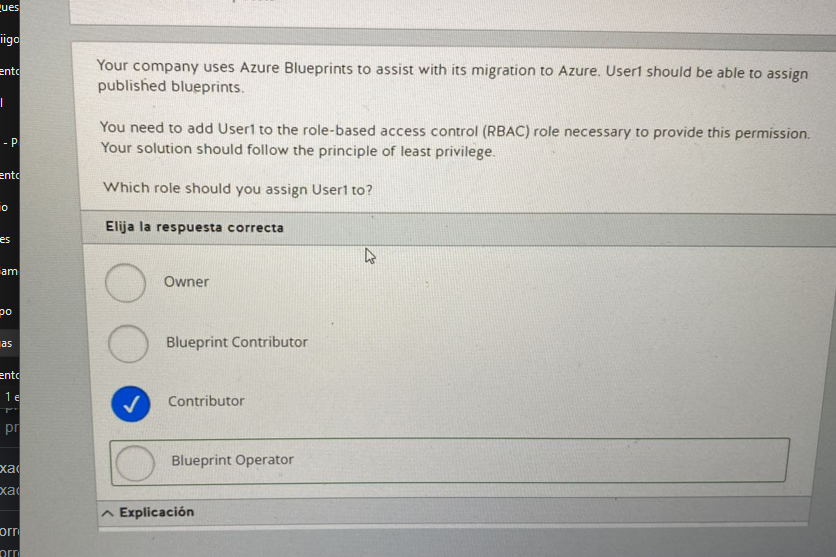 ues
iigo
ento
Your company uses Azure Blueprints to assist with its migration to Azure. User1 should be able to assign
published blueprints.
- P
You need to add User1 to the role-based access control (RBAC) role necessary to provide this permission.
Your solution should follow the principle of least privilege.
ento
Which role should you assign User1 to?
io
Elija la respuesta correcta
es
am
Owner
po
Blueprint Contributor
as
ento
1 e
Contributor
pr
Blueprint Operator
xac
xac
Explicación
orr
orr